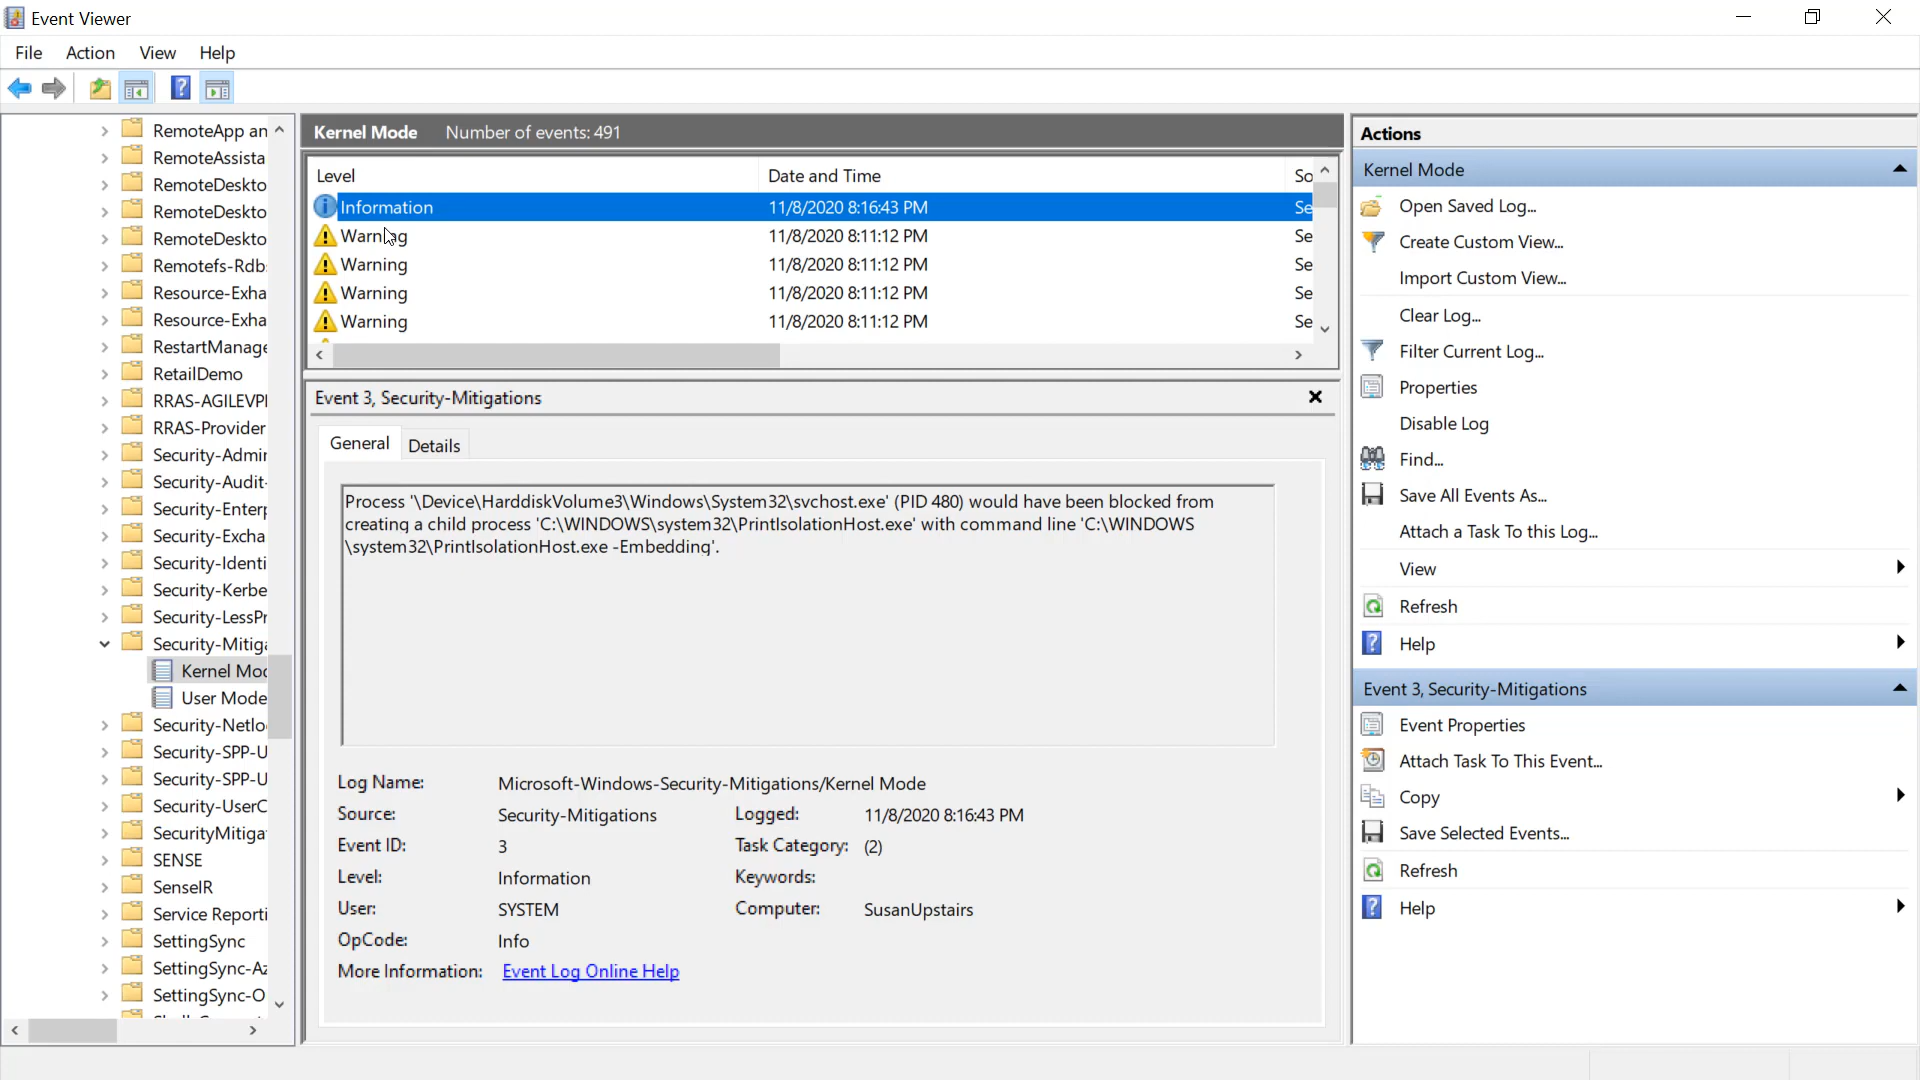 Event Viewer
File Action View Help
RemoteApp an
RemoteAssista
RemoteDeskto
RemoteDeskto
RemoteDeskto
Remotefs-Rdb
Resource-Exha
Resource-Exha
RestartManage
RetailDemo
RRAS-AGILEVPI
RRAS-Provider
Security-Admin
Security-Audit-
Security-Enterp
Security-Excha
Security-Identi
Security-Kerbe
Security-LessPr
Security-Mitiga
Kernel Moc
User Mode
Security-Netlo
Security-SPP-U
Security-SPP-U
Security-UserC
SecurityMitiga
SENSE
SenseIR
Service Reporti
SettingSync
SettingSync-Az
SettingSync-O
Kernel Mode Number of events: 491
Level Date and Time So
Information 11/8/2020 8:16:43 PM Se
Warning 11/8/2020 8:11:12 PM Se
Warning 11/8/2020 8:11:12 PM Se
Warning 11/8/2020 8:11:12 PM Se
Warning 11/8/2020 8:11:12 PM Se
Event 3, Security-Mitigations
General Details
Process '\Device\HarddiskVolume3\Windows\System32\svchost.exe' (PID 480) would have been blocked from
creating a child process 'C:\WINDOWS\system32\PrintIsolationHost.exe' with command line 'C:\WINDOWS
\system32\PrintIsolationHost.exe -Embedding'.
Log Name: Microsoft-Windows-Security-Mitigations/Kernel Mode
Source: Security-Mitigations Logged: 11/8/2020 8:16:43 PM
Event ID: 3 Task Category: (2)
Level: Information Keywords:
User: SYSTEM Computer: SusanUpstairs
OpCode: Info
More Information: Event Log Online Help
Actions
Kernel Mode
Open Saved Log...
Create Custom View...
Import Custom View...
Clear Log...
Filter Current Log...
Properties
Disable Log
Find...
Save All Events As...
Attach a Task To this Log...
View
Refresh
Help
Event 3, Security-Mitigations
Event Properties
Attach Task To This Event...
Copy
Save Selected Events...
Refresh
Help